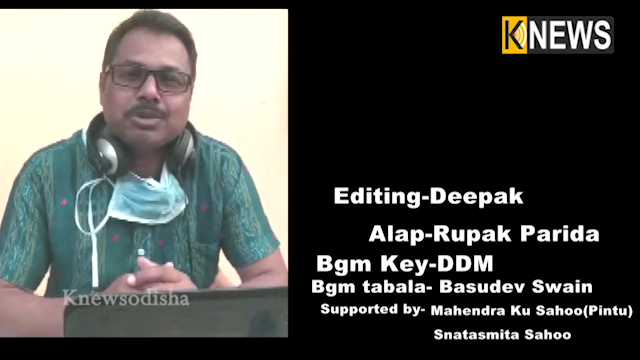 KNEWS
Editing-Deepak
Alap-Rupak Parida
Bgm Key-DDM
Bgm tabala- Basudev Swain
Supported by- Mahendra Ku Sahoo(Pintu)
Snatasmita Sahoo
Knewsodisha